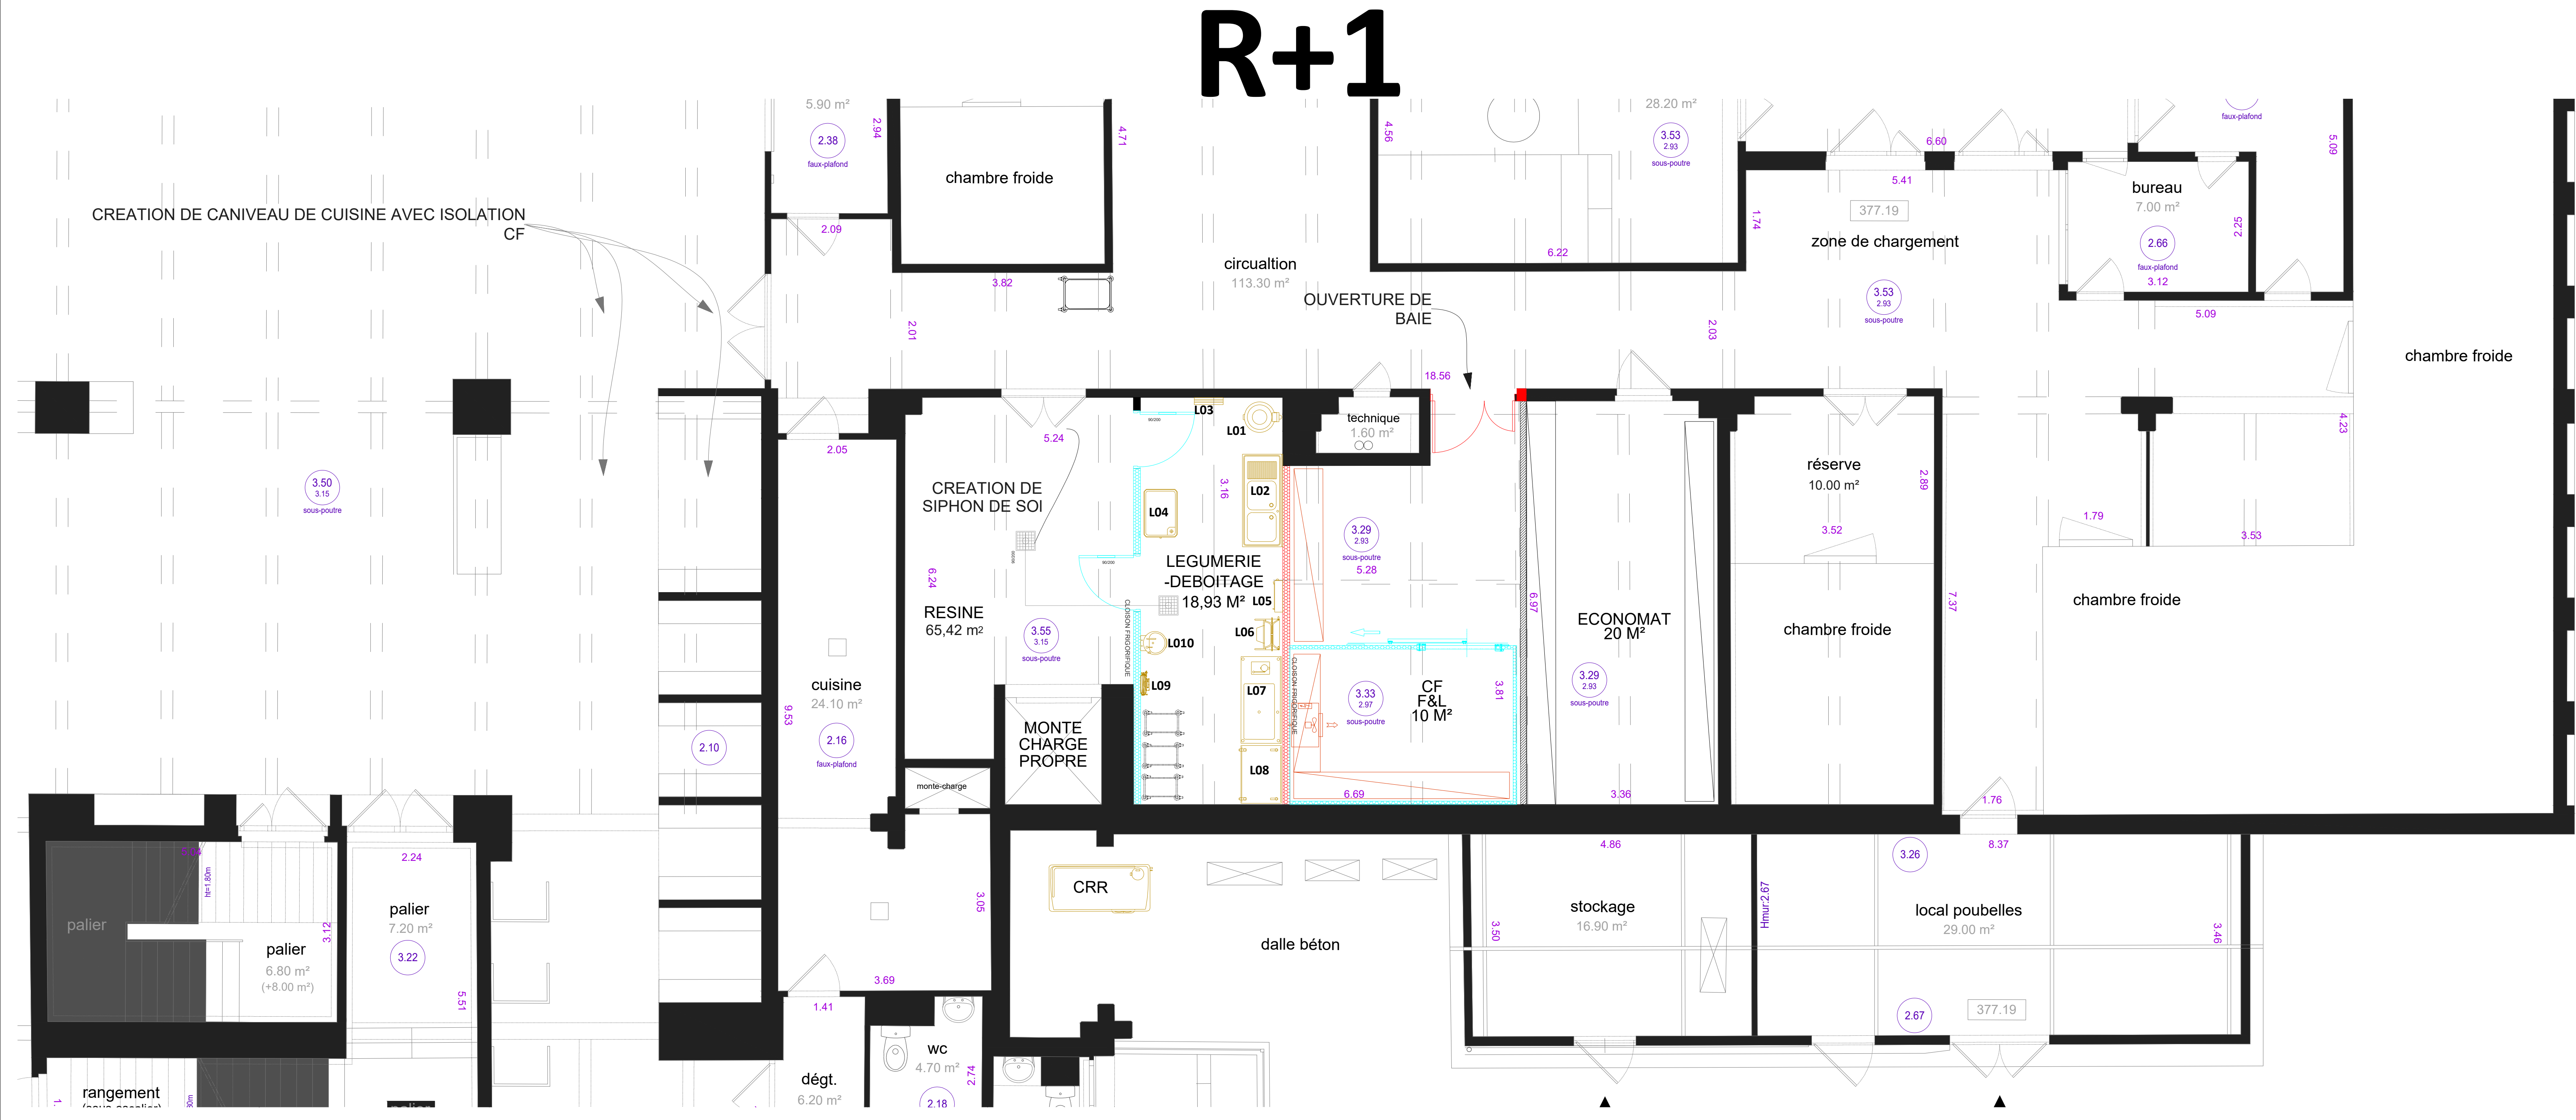 R+1
5.90 m²
2.38
faux-plafond
2.94
4.71
chambre froide
CREATION DE CANIVEAU DE CUISINE AVEC ISOLATION
CF
2.09
3.82
2.01
circualtion
113.30 m²
OUVERTURE DE
BAIE
4.56
28.20 m²
3.53
2.93
sous-poutre
6.22
1.74
6.60
5.41
377.19
zone de chargement
3.53
2.93
sous-poutre
2.03
bureau
7.00 m²
2.66
faux-plafond
3.12
2.25
faux-plafond
5.09
5.09
chambre froide
4.23
18.56
technique
1.60 m²
3.50
3.15
sous-poutre
2.05
5.24
CREATION DE
SIPHON DE SOI
90/200
L03
L01
L02
L04
3.16
90/200
LEGUMERIE
-DEBOITAGE
18,93 M²
L05
L06
L010
L09
L07
L08
CLOISON FRIGORIFIQUE
6.24
RESINE
65,42 m²
3.55
3.15
sous-poutre
MONTE
CHARGE
PROPRE
monte-charge
3.29
2.93
sous-poutre
5.28
6.97
CLOISON FRIGORIFIQUE
3.33
2.97
sous-poutre
CF
F&L
10 M²
3.81
6.69
ECONOMAT
20 M²
3.29
2.93
sous-poutre
3.36
réserve
10.00 m²
2.89
3.52
chambre froide
7.37
1.79
3.53
chambre froide
1.76
cuisine
24.10 m²
9.53
2.16
faux-plafond
2.10
palier
ht=1.80m
3.12
palier
6.80 m²
(+8.00 m²)
2.24
palier
7.20 m²
3.22
5.51
3.05
3.69
1.41
CRR
dalle béton
4.86
stockage
16.90 m²
3.50
Hmur:2.67
3.26
8.37
local poubelles
29.00 m²
3.46
2.67
377.19
rangement
dégt.
6.20 m²
wc
4.70 m²
2.74
2.18